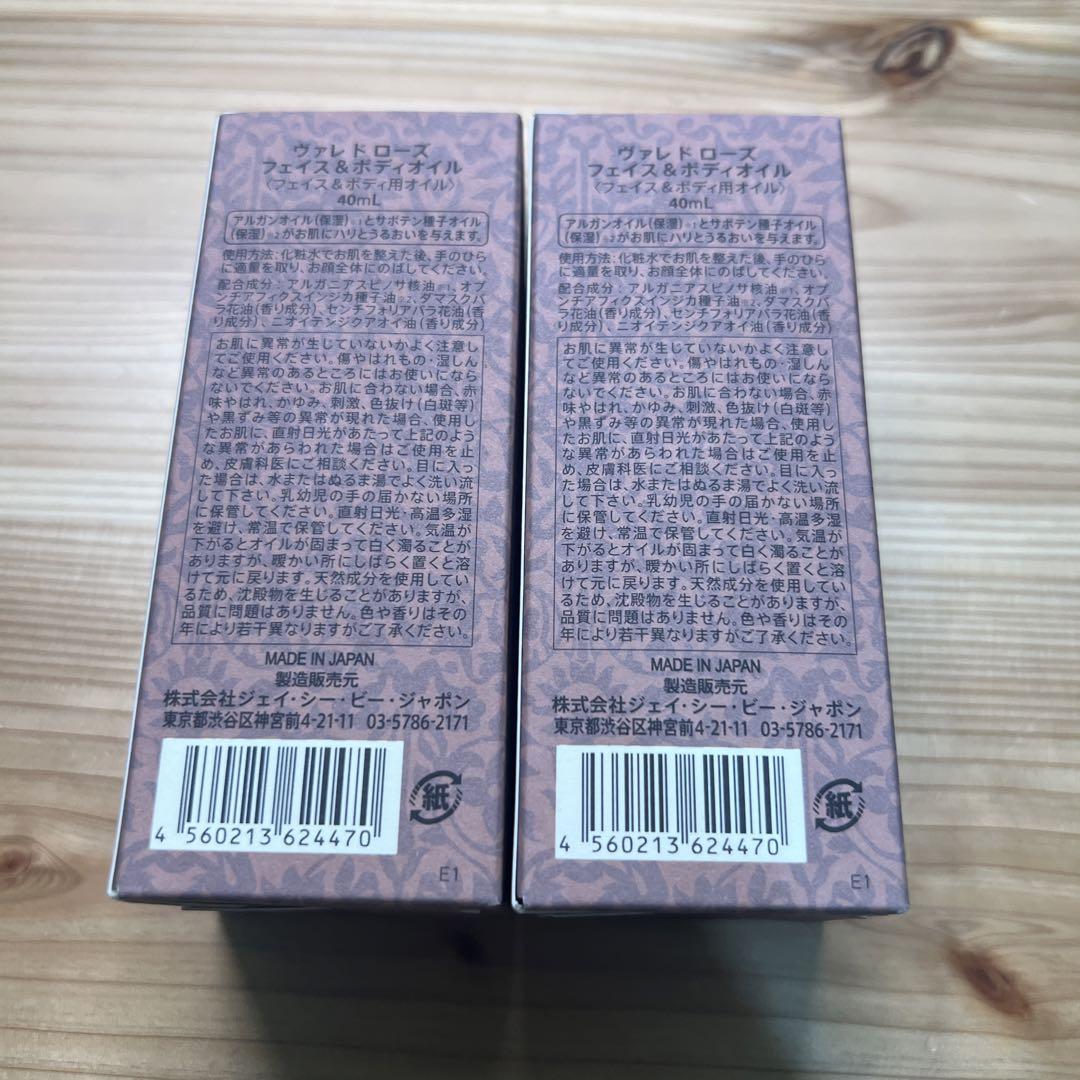 ヴァレ ド ローズ
フェイス&ボディオイル
〈フェイス&ボディ用オイル〉
40mL
アルガンオイル(保湿)※1とサボテン種子オイル
(保湿)※2がお肌にハリとうるおいを与えます。
使用方法:化粧水でお肌を整えた後、手のひら
に適量を取り、お顔全体にのばしてください。
配合成分:アルガニアスピノサ核油※1、オプ
ンチアフィクスインジカ種子油※2、ダマスクバ
ラ花油(香り成分)、センチフォリアバラ花油(香
り成分)、ニオイテンジクアオイ油(香り成分)
お肌に異常が生じていないかよく注意し
てご使用ください。傷やはれもの・湿しん
など異常のあるところにはお使いになら
ないでください。お肌に合わない場合、赤
味やはれ、かゆみ、刺激、色抜け(白斑等)
や黒ずみ等の異常が現れた場合、使用し
たお肌に、直射日光があたって上記のよう
な異常があらわれた場合はご使用を止
め、皮膚科医にご相談ください。目に入っ
た場合は、水またはぬるま湯でよく洗い流
して下さい。乳幼児の手の届かない場所
に保管してください。直射日光・高温多湿
を避け、常温で保管してください。気温が
下がるとオイルが固まって白く濁ることが
ありますが、暖かい所にしばらく置くと溶
けて元に戻ります。天然成分を使用してい
るため、沈殿物を生じることがありますが、
品質に問題はありません。色や香りはその
年により若干異なりますがご了承ください。
MADE IN JAPAN
製造販売元
株式会社ジェイ・シー・ビー・ジャポン
東京都渋谷区神宮前4-21-11 03-5786-2171
4 560213 624470
紙
E1
ヴァレ ド ローズ
フェイス&ボディオイル
〈フェイス&ボディ用オイル〉
40mL
アルガンオイル(保湿)※1とサボテン種子オイル
(保湿)※2がお肌にハリとうるおいを与えます。
使用方法:化粧水でお肌を整えた後、手のひら
に適量を取り、お顔全体にのばしてください。
配合成分:アルガニアスピノサ核油※1、オプ
ンチアフィクスインジカ種子油※2、ダマスクバ
ラ花油(香り成分)、センチフォリアバラ花油(香
り成分)、ニオイテンジクアオイ油(香り成分)
お肌に異常が生じていないかよく注意し
てご使用ください。傷やはれもの・湿しん
など異常のあるところにはお使いになら
ないでください。お肌に合わない場合、赤
味やはれ、かゆみ、刺激、色抜け(白斑等)
や黒ずみ等の異常が現れた場合、使用し
たお肌に、直射日光があたって上記のよう
な異常があらわれた場合はご使用を止
め、皮膚科医にご相談ください。目に入っ
た場合は、水またはぬるま湯でよく洗い流
して下さい。乳幼児の手の届かない場所
に保管してください。直射日光・高温多湿
を避け、常温で保管してください。気温が
下がるとオイルが固まって白く濁ることが
ありますが、暖かい所にしばらく置くと溶
けて元に戻ります。天然成分を使用してい
るため、沈殿物を生じることがありますが、
品質に問題はありません。色や香りはその
年により若干異なりますがご了承ください。
MADE IN JAPAN
製造販売元
株式会社ジェイ・シー・ビー・ジャポン
東京都渋谷区神宮前4-21-11 03-5786-2171
4 560213 624470
紙
E1